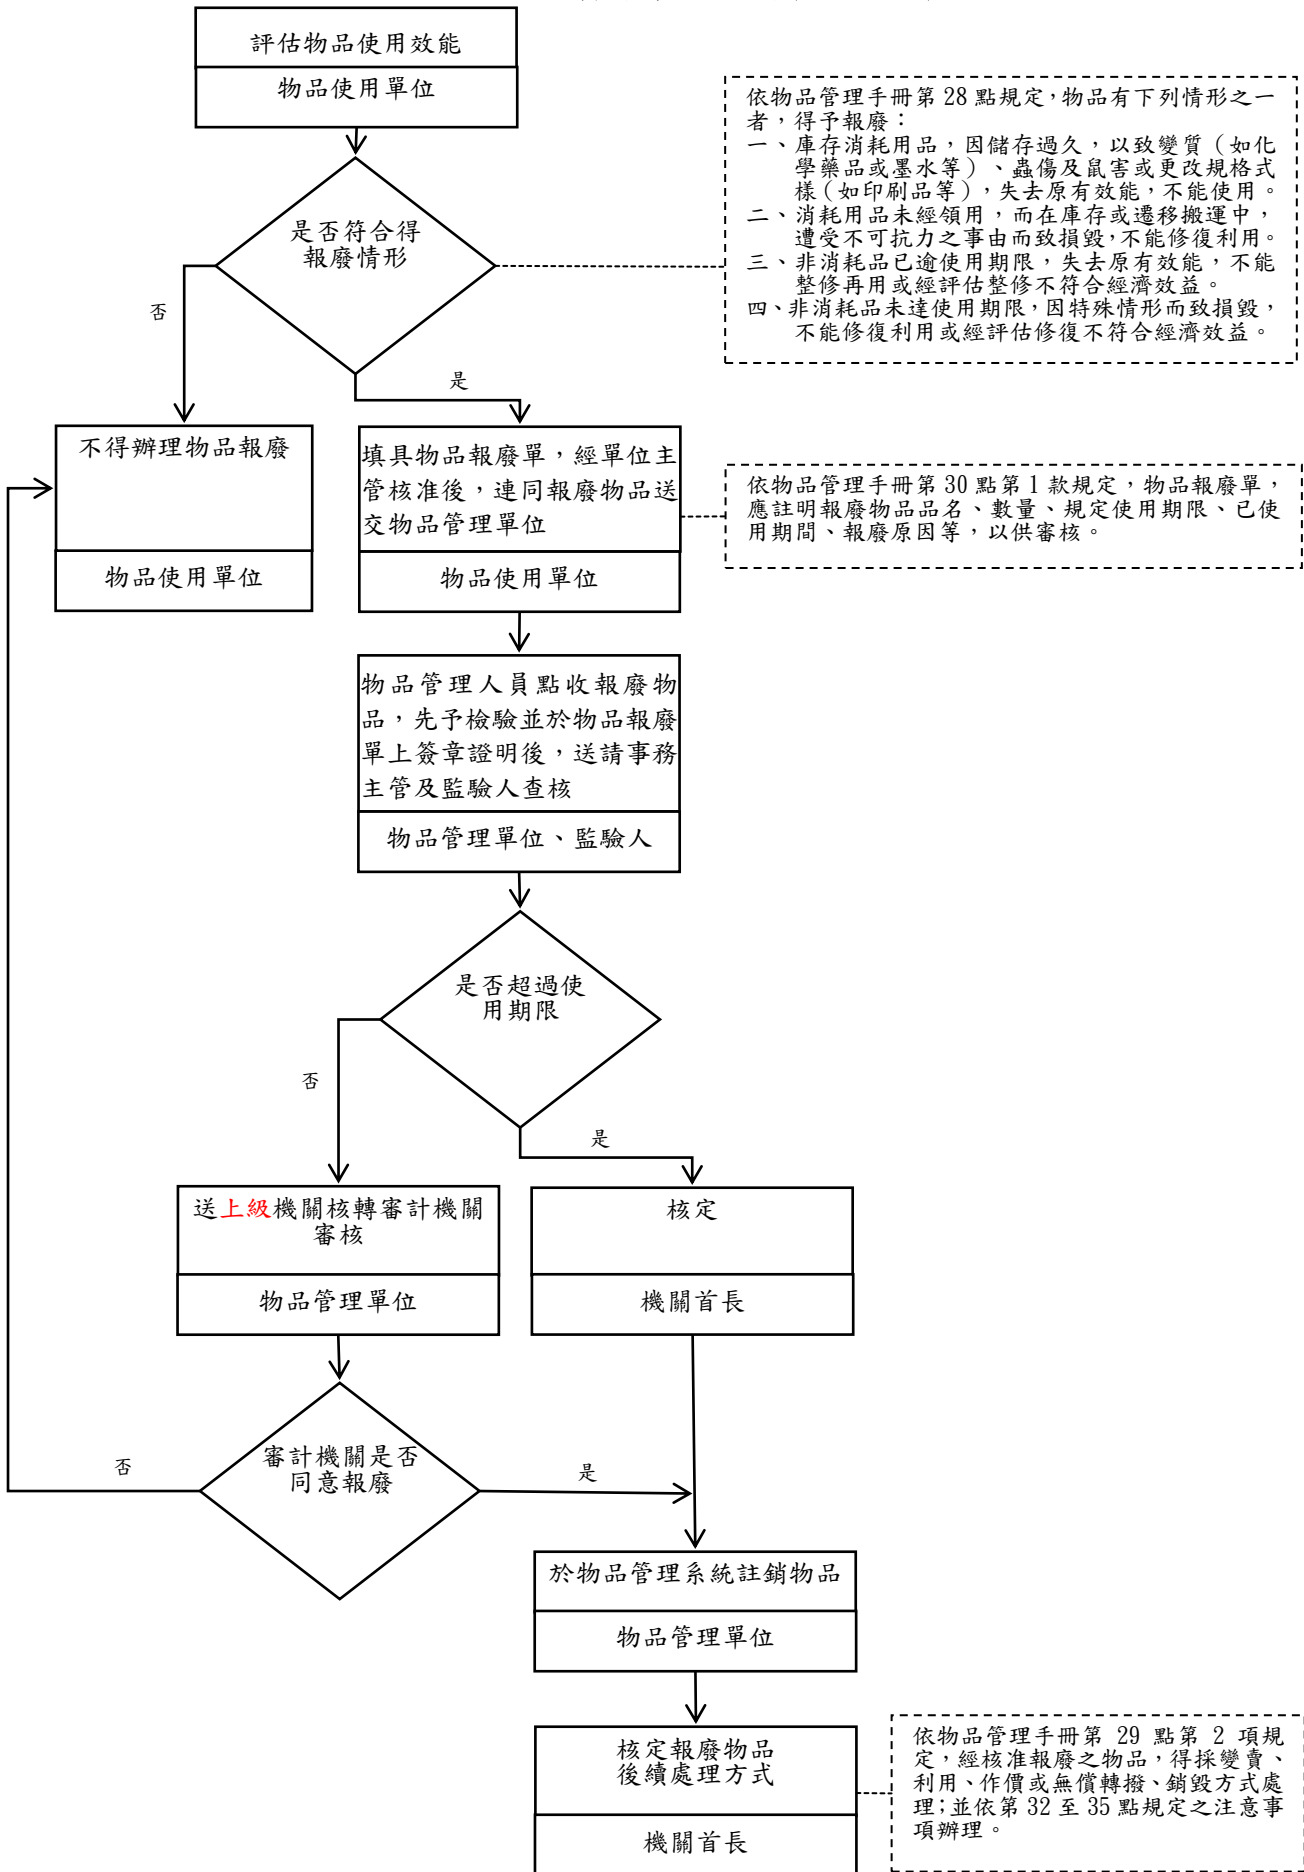 評估物品使用效能
物品使用單位
依物品管理手冊第 28 點規定，物品有下列情形之一
者，得予報廢：
一、庫存消耗用品，因儲存過久，以致變質（如化
學藥品或墨水等）、蟲傷及鼠害或更改規格式
樣（如印刷品等），失去原有效能，不能使用。
二、消耗用品未經領用，而在庫存或遷移搬運中，
遭受不可抗力之事由而致損毀，不能修復利用。
三、非消耗品已逾使用期限，失去原有效能，不能
整修再用或經評估整修不符合經濟效益。
四、非消耗品未達使用期限，因特殊情形而致損毀，
不能修復利用或經評估修復不符合經濟效益。
是否符合得
報廢情形
否
是
不得辦理物品報廢
物品使用單位
填具物品報廢單，經單位主
管核准後，連同報廢物品送
交物品管理單位
物品使用單位
依物品管理手冊第 30 點第 1 款規定，物品報廢單，
應註明報廢物品品名、數量、規定使用期限、已使
用期間、報廢原因等，以供審核。
物品管理人員點收報廢物
品，先予檢驗並於物品報廢
單上簽章證明後，送請事務
主管及監驗人查核
物品管理單位、監驗人
是否超過使
用期限
否
是
送上級機關核轉審計機關
審核
物品管理單位
核定
機關首長
審計機關是否
同意報廢
否
是
於物品管理系統註銷物品
物品管理單位
核定報廢物品
後續處理方式
機關首長
依物品管理手冊第 29 點第 2 項規
定，經核准報廢之物品，得採變賣、
利用、作價或無償轉撥、銷毀方式處
理；並依第 32 至 35 點規定之注意事
項辦理。